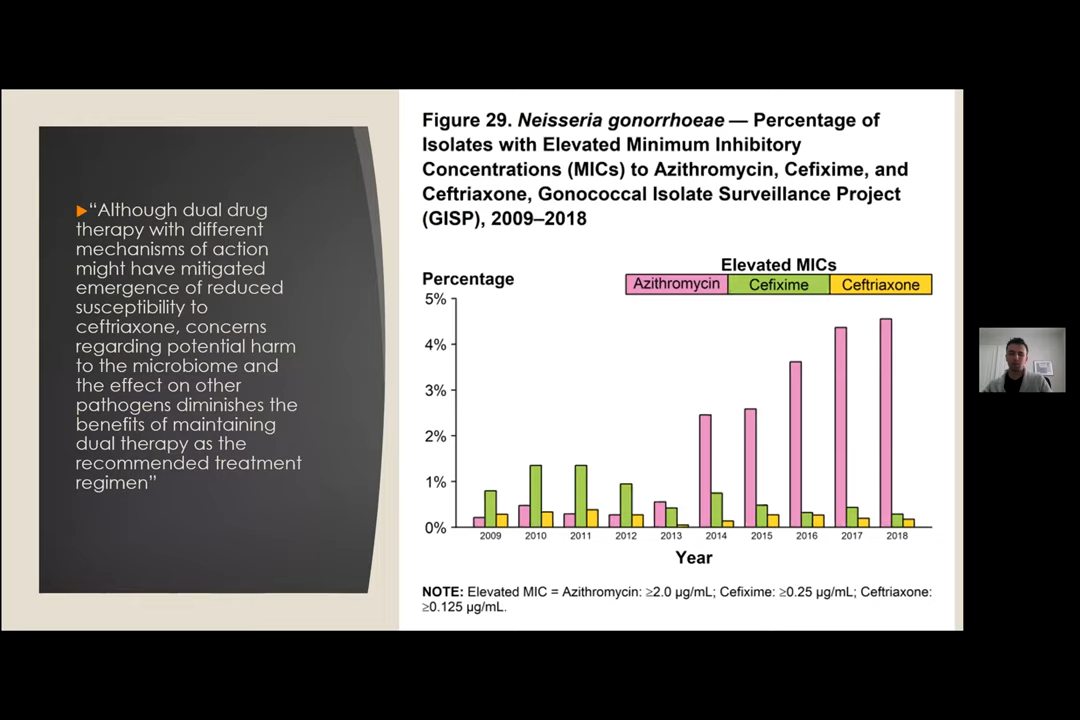 “Although dual drug
therapy with different
mechanisms of action
might have mitigated
emergence of reduced
susceptibility to
ceftriaxone, concerns
regarding potential harm
to the microbiome and
the effect on other
pathogens diminishes the
benefits of maintaining
dual therapy as the
recommended treatment
regimen”
Figure 29. Neisseria gonorrhoeae — Percentage of
Isolates with Elevated Minimum Inhibitory
Concentrations (MICs) to Azithromycin, Cefixime, and
Ceftriaxone, Gonococcal Isolate Surveillance Project
(GISP), 2009–2018
Elevated MICs
Percentage
Azithromycin Cefixime Ceftriaxone
5%
4%
3%
2%
1%
0%
2009 2010 2011 2012 2013 2014 2015 2016 2017 2018
Year
NOTE: Elevated MIC = Azithromycin: ≥2.0 µg/mL; Cefixime: ≥0.25 µg/mL; Ceftriaxone:
≥0.125 µg/mL.